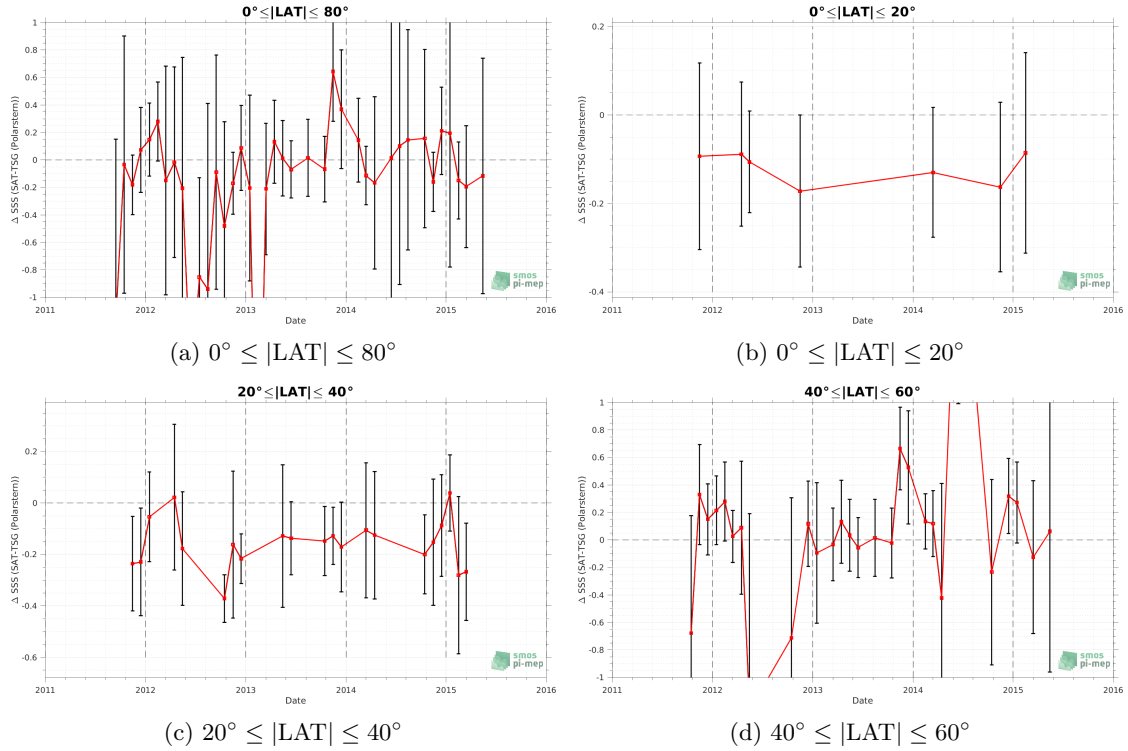 0°≤|LAT|≤ 80°
Δ SSS (SAT-TSG (Polarstern))
1
0.8
0.6
0.4
0.2
0
-0.2
-0.4
-0.6
-0.8
-1
2011 2012 2013 2014 2015 2016
Date
smos
pi-mep
(a) 0° ≤ |LAT| ≤ 80°
0°≤|LAT|≤ 20°
Δ SSS (SAT-TSG (Polarstern))
0.2
0
-0.2
-0.4
2011 2012 2013 2014 2015 2016
Date
smos
pi-mep
(b) 0° ≤ |LAT| ≤ 20°
20°≤|LAT|≤ 40°
Δ SSS (SAT-TSG (Polarstern))
0.2
0
-0.2
-0.4
-0.6
2011 2012 2013 2014 2015 2016
Date
smos
pi-mep
(c) 20° ≤ |LAT| ≤ 40°
40°≤|LAT|≤ 60°
Δ SSS (SAT-TSG (Polarstern))
1
0.8
0.6
0.4
0.2
0
-0.2
-0.4
-0.6
-0.8
-1
2011 2012 2013 2014 2015 2016
Date
smos
pi-mep
(d) 40° ≤ |LAT| ≤ 60°